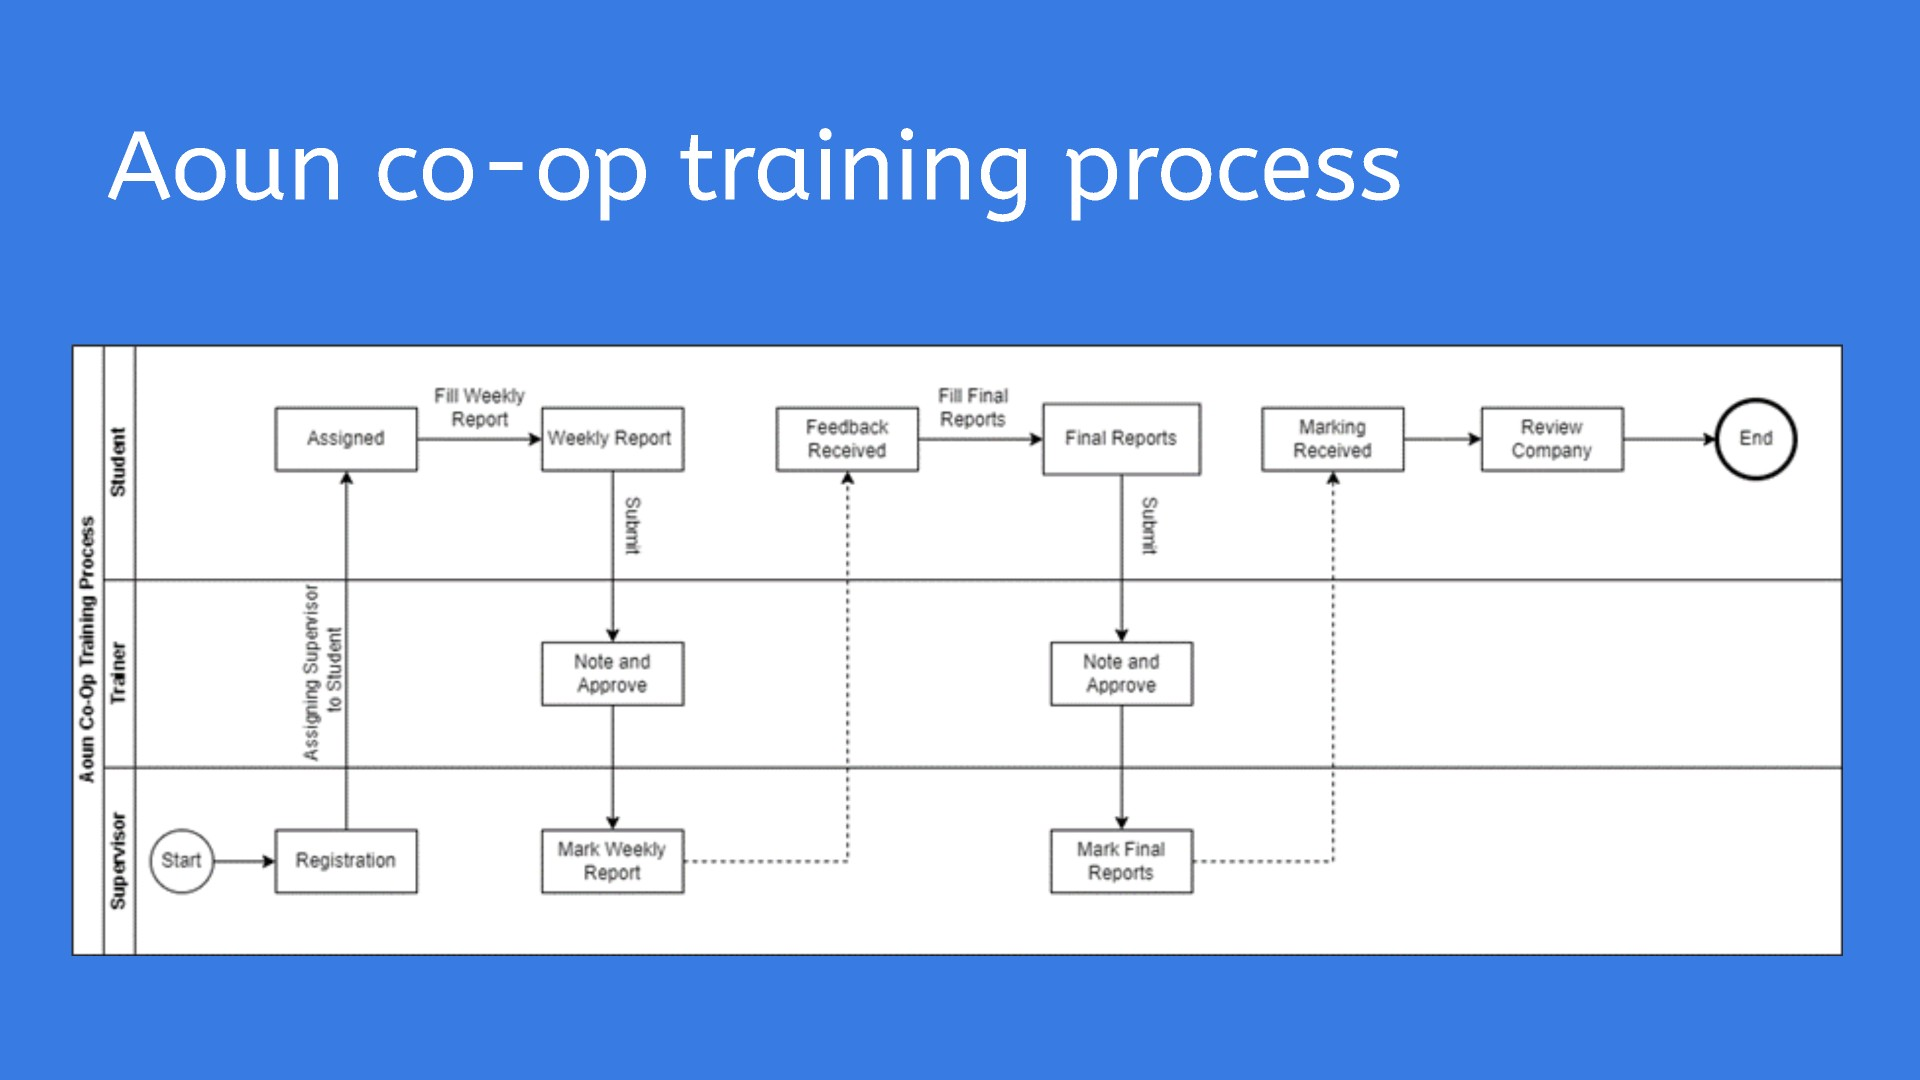 Aoun co-op training process
Aoun Co-Op Training Process
Student
Assigned
Fill Weekly
Report
Weekly Report
Submit
Feedback
Received
Fill Final
Reports
Final Reports
Submit
Marking
Received
Review
Company
End
Trainer
Assigning Supervisor
to Student
Note and
Approve
Note and
Approve
Supervisor
Start
Registration
Mark Weekly
Report
Mark Final
Reports